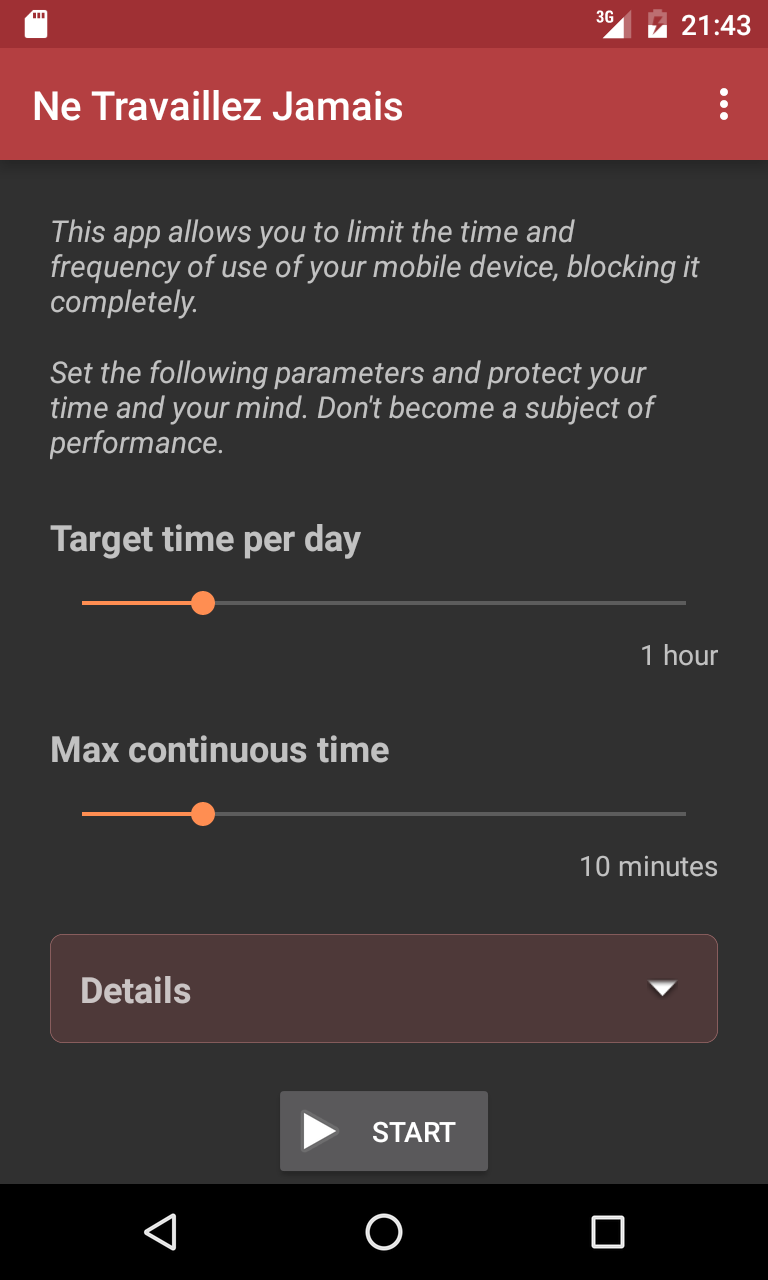 3G 21:43
Ne Travaillez Jamais
This app allows you to limit the time and
frequency of use of your mobile device, blocking it
completely.
Set the following parameters and protect your
time and your mind. Don't become a subject of
performance.
Target time per day
1 hour
Max continuous time
10 minutes
Details
START